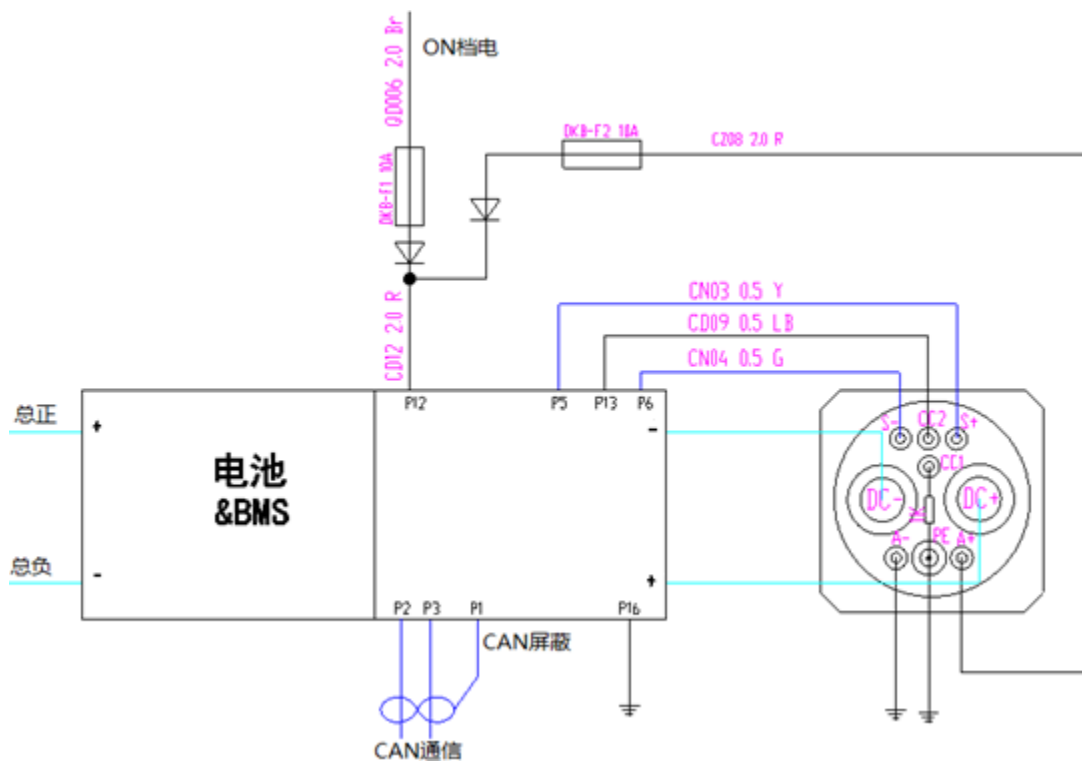 ON档电
QD006 2.0 Br
DKB-F1 10A
DKB-F2 10A
CZ08 2.0 R
CD12 2.0 R
CN03 0.5 Y
CD09 0.5 LB
CN04 0.5 G
P12
P5
P13
P6
总正
+
-
电池
&BMS
总负
-
+
P2
P3
P1
P16
CAN屏蔽
CAN通信
S-
CC2
S+
CC1
DC-
DC+
1K
A-
PE
A+